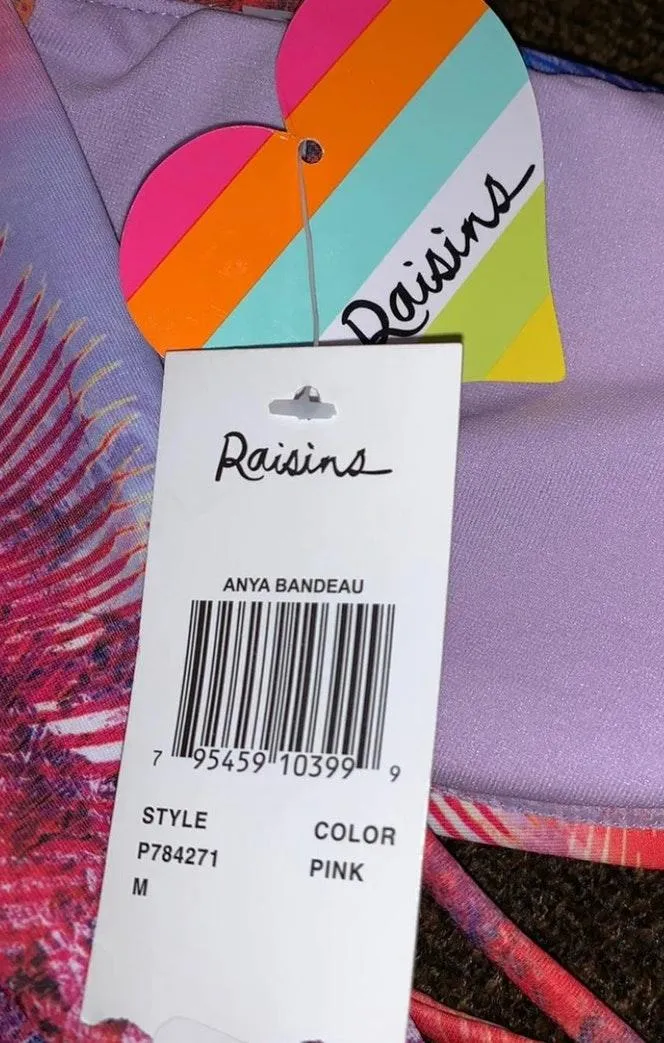 Raisins
Raisins
ANYA BANDEAU
7 95459 10399 9
STYLE
P784271
M
COLOR
PINK